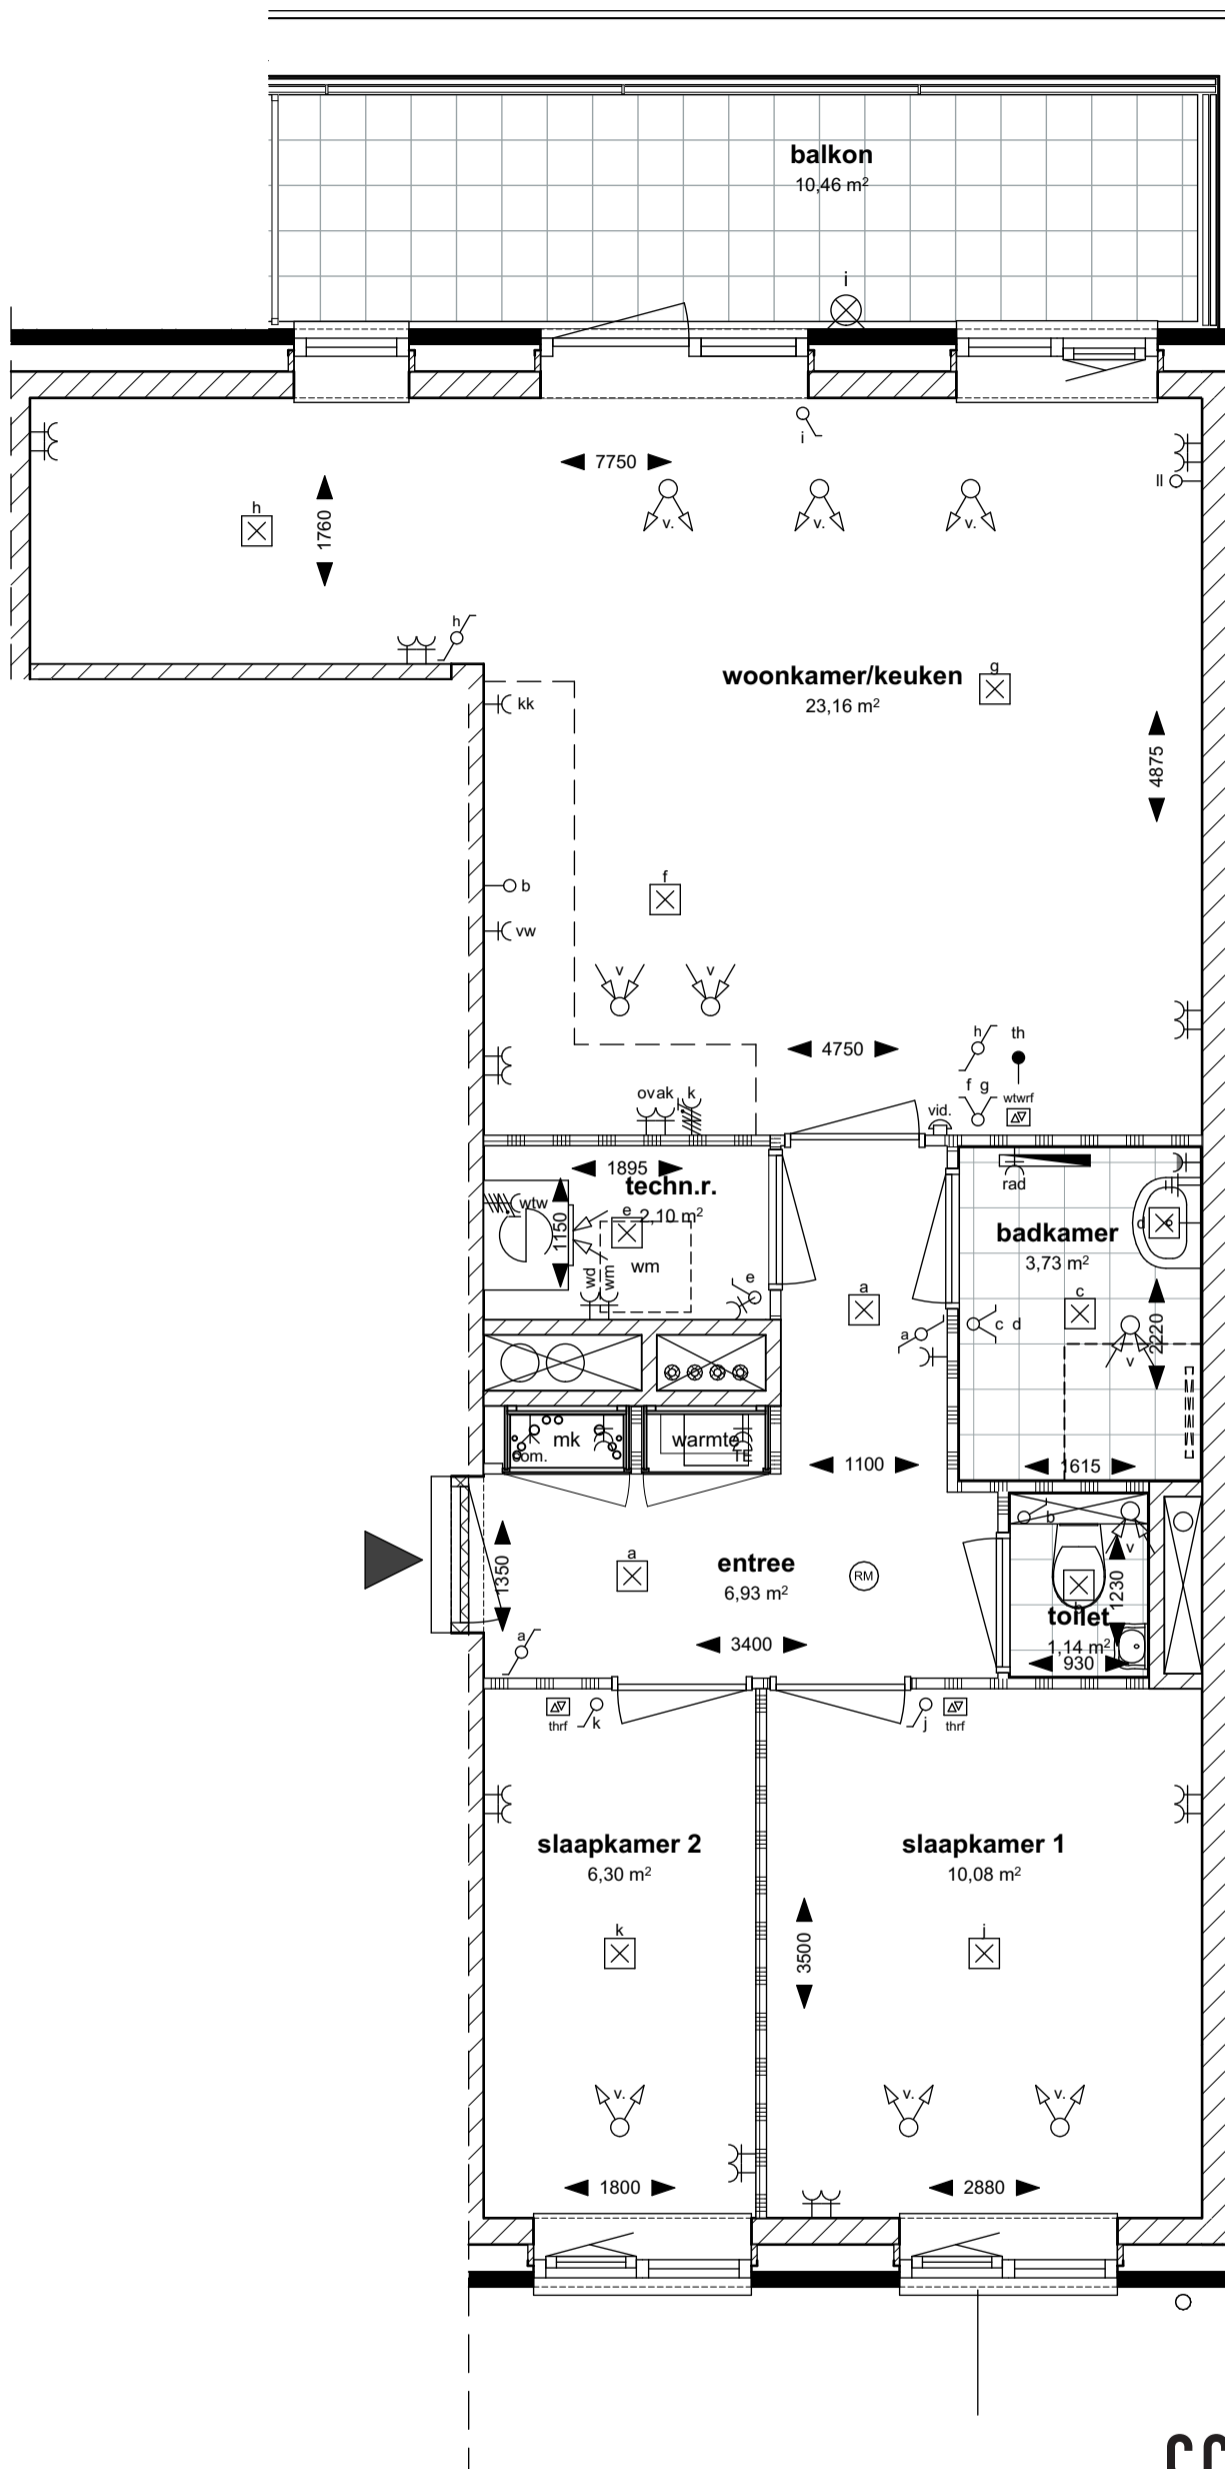 balkon
10,46 m²
i
i
7750
v.
v.
v.
ll
h
1760
h
woonkamer/keuken
23,16 m²
g
kk
4875
f
b
vw
v
v
4750
h
th
ovak
k
f g
wtwrf
vid.
1895
techn.r.
2,10 m²
wtw
1150
e
wm
wd
wm
e
rad
badkamer
3,73 m²
d
c
a
a
c d
v
2220
mk
com.
warmte
TE
1100
1615
b
v
1350
a
entree
6,93 m²
RM
1230
toilet
1,14 m²
930
a
3400
thrf
k
j
thrf
slaapkamer 2
6,30 m²
slaapkamer 1
10,08 m²
k
j
3500
v.
v.
v.
1800
2880